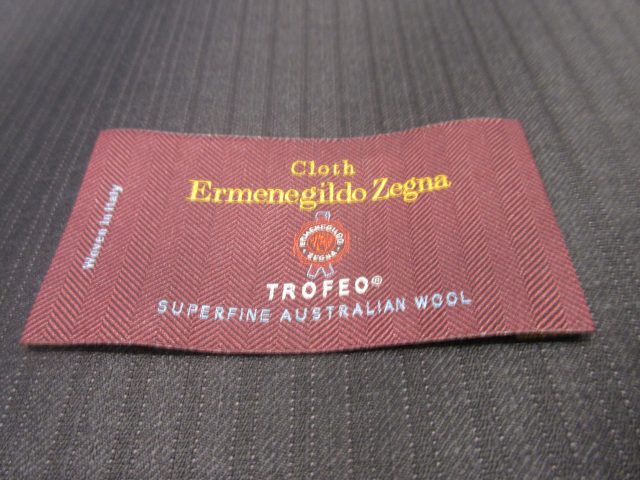 Cloth
Ermenegildo Zegna
ERMENEGILDO
ZEGNA
TROFEO®
SUPERFINE AUSTRALIAN WOOL
Woven in Italy